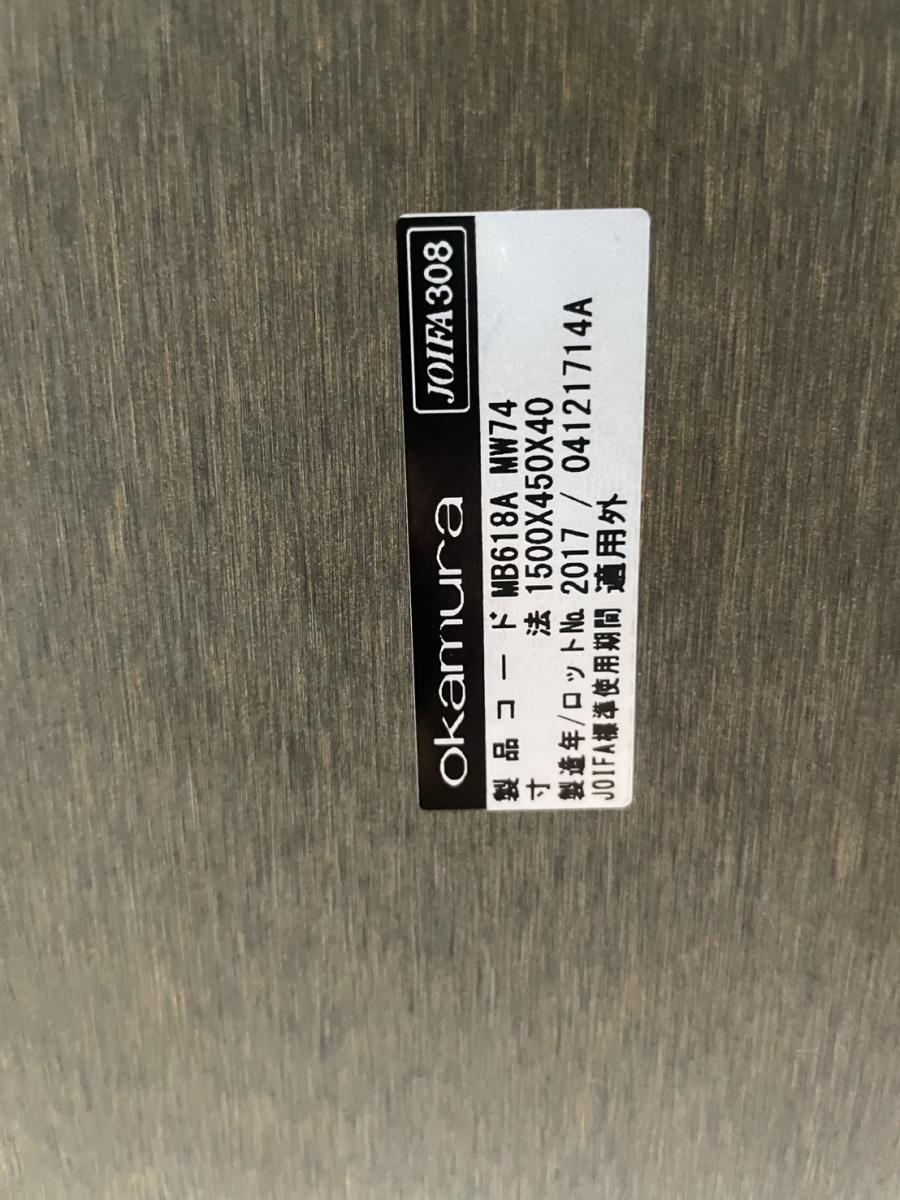 okamura JOIFA308
製品コード MB618A MW74
寸法 1500X450X40
製造年/ロット№ 2017 / 04121714A
JOIFA標準使用期間 適用外